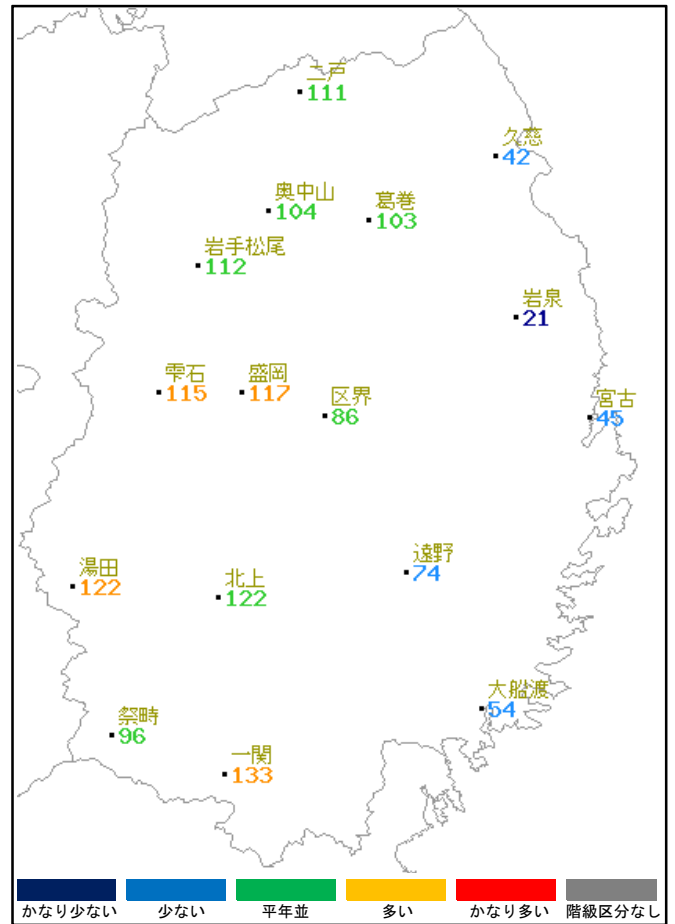 二戸
111
久慈
42
奥中山
104
葛巻
103
岩手松尾
112
岩泉
21
雫石
115
盛岡
117
区界
86
宮古
45
遠野
74
湯田
122
北上
122
大船渡
54
祭畤
96
一関
133
かなり少ない 少ない 平年並 多い かなり多い 階級区分なし